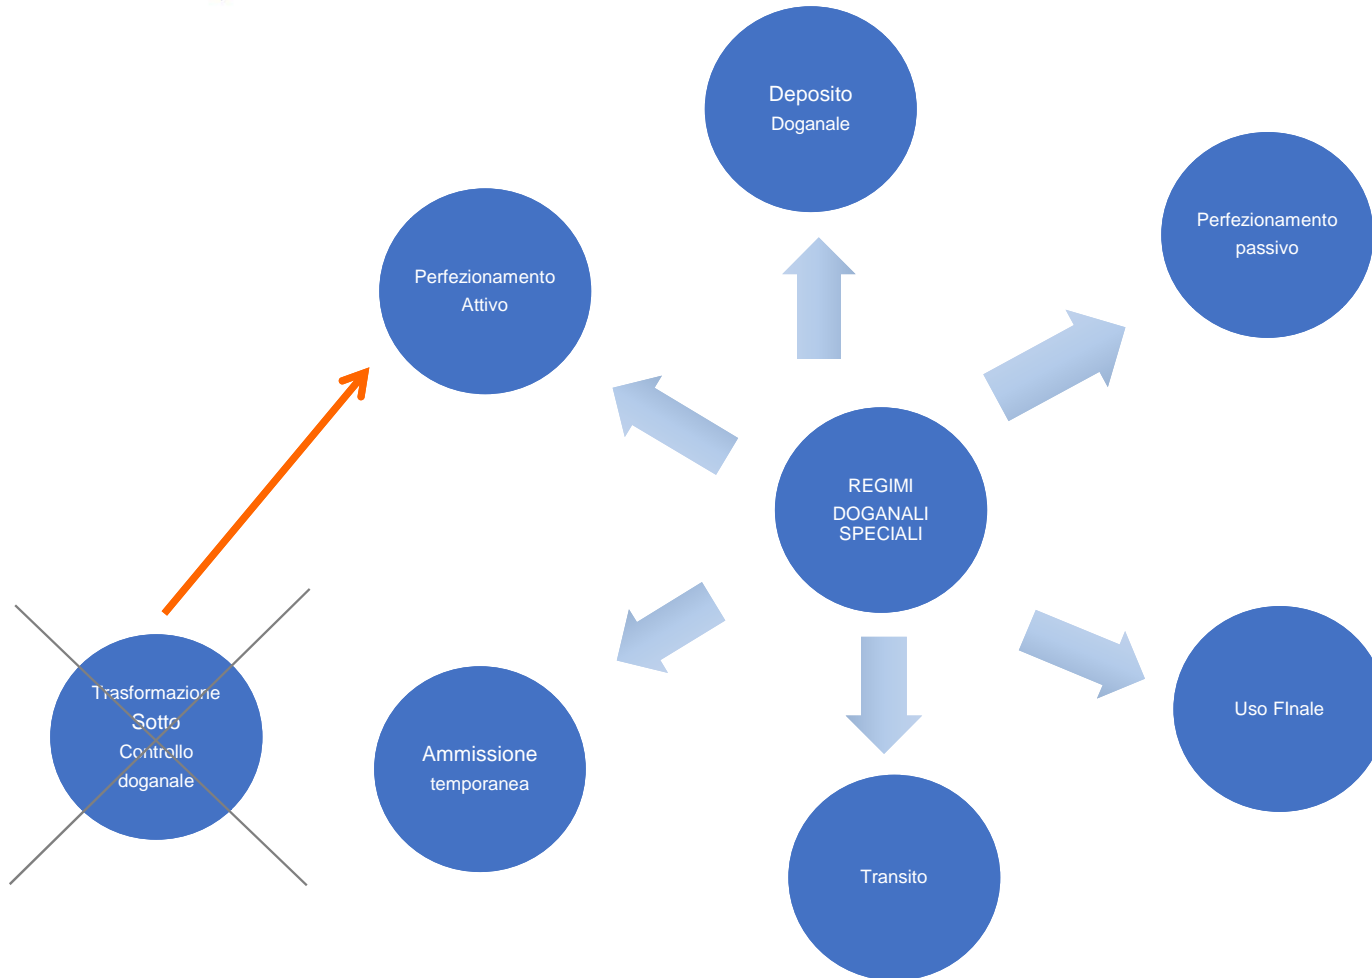 Deposito
Doganale
Perfezionamento
passivo
Perfezionamento
Attivo
REGIMI
DOGANALI
SPECIALI
Trasformazione
Sotto
Controllo
doganale
Ammissione
temporanea
Uso FInale
Transito